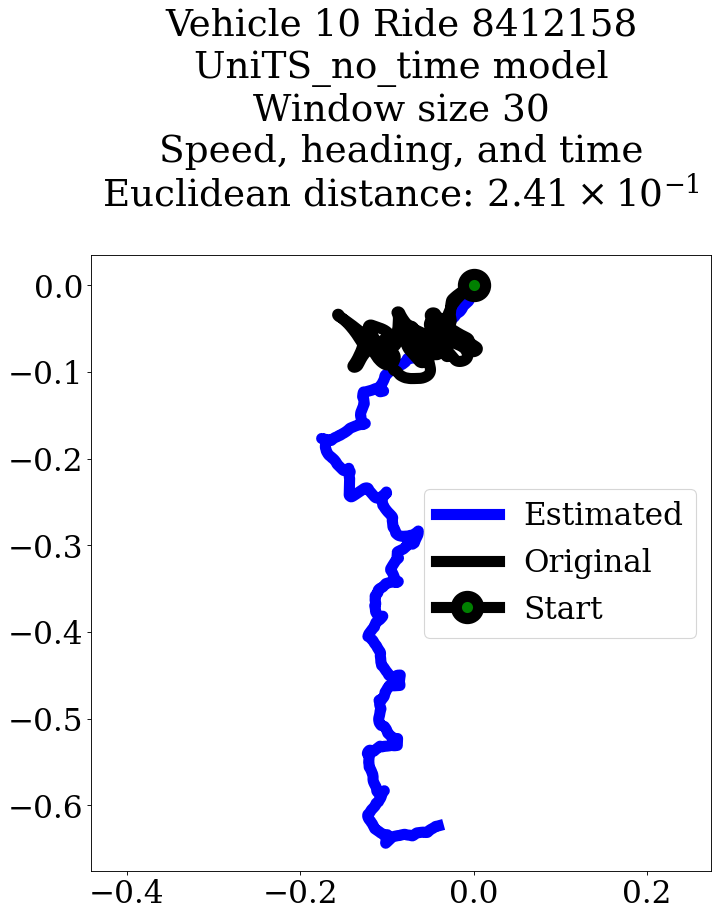 Vehicle 10 Ride 8412158
UniTS_no_time model
Window size 30
Speed, heading, and time
Euclidean distance: 2.41 × 10⁻¹
0.0
−0.1
−0.2
−0.3
−0.4
−0.5
−0.6
Estimated
Original
Start
−0.4 −0.2 0.0 0.2